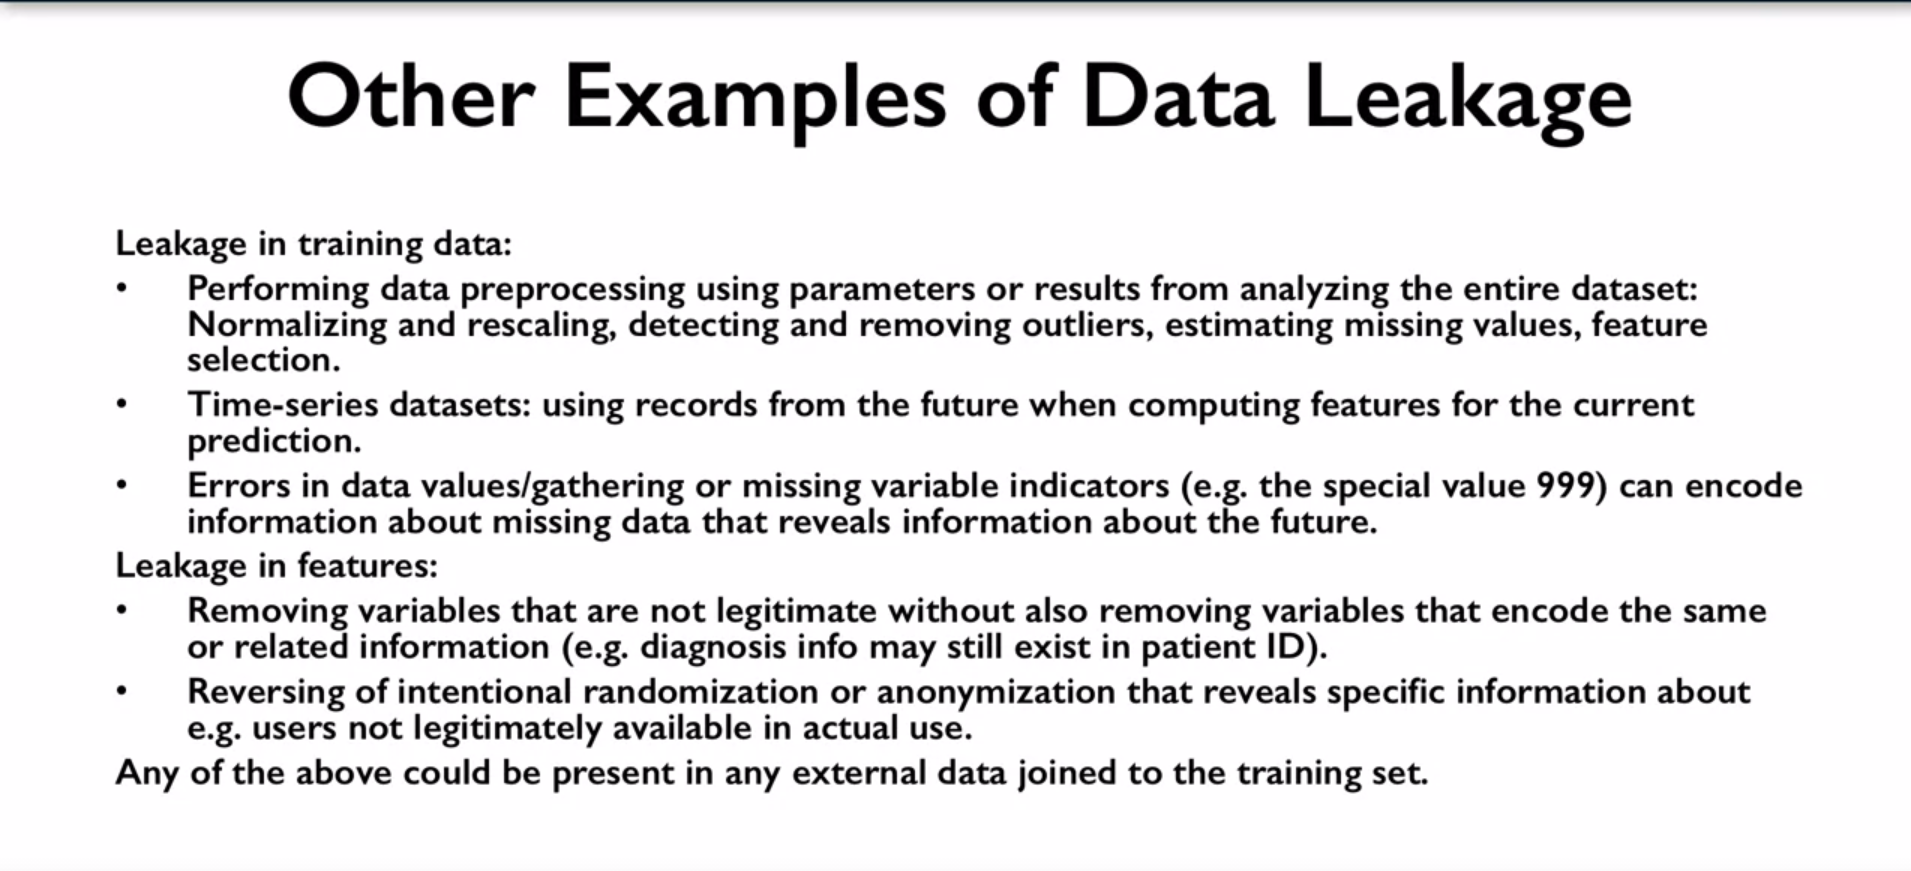 Other Examples of Data Leakage
Leakage in training data:
• Performing data preprocessing using parameters or results from analyzing the entire dataset:
Normalizing and rescaling, detecting and removing outliers, estimating missing values, feature
selection.
• Time-series datasets: using records from the future when computing features for the current
prediction.
• Errors in data values/gathering or missing variable indicators (e.g. the special value 999) can encode
information about missing data that reveals information about the future.
Leakage in features:
• Removing variables that are not legitimate without also removing variables that encode the same
or related information (e.g. diagnosis info may still exist in patient ID).
• Reversing of intentional randomization or anonymization that reveals specific information about
e.g. users not legitimately available in actual use.
Any of the above could be present in any external data joined to the training set.